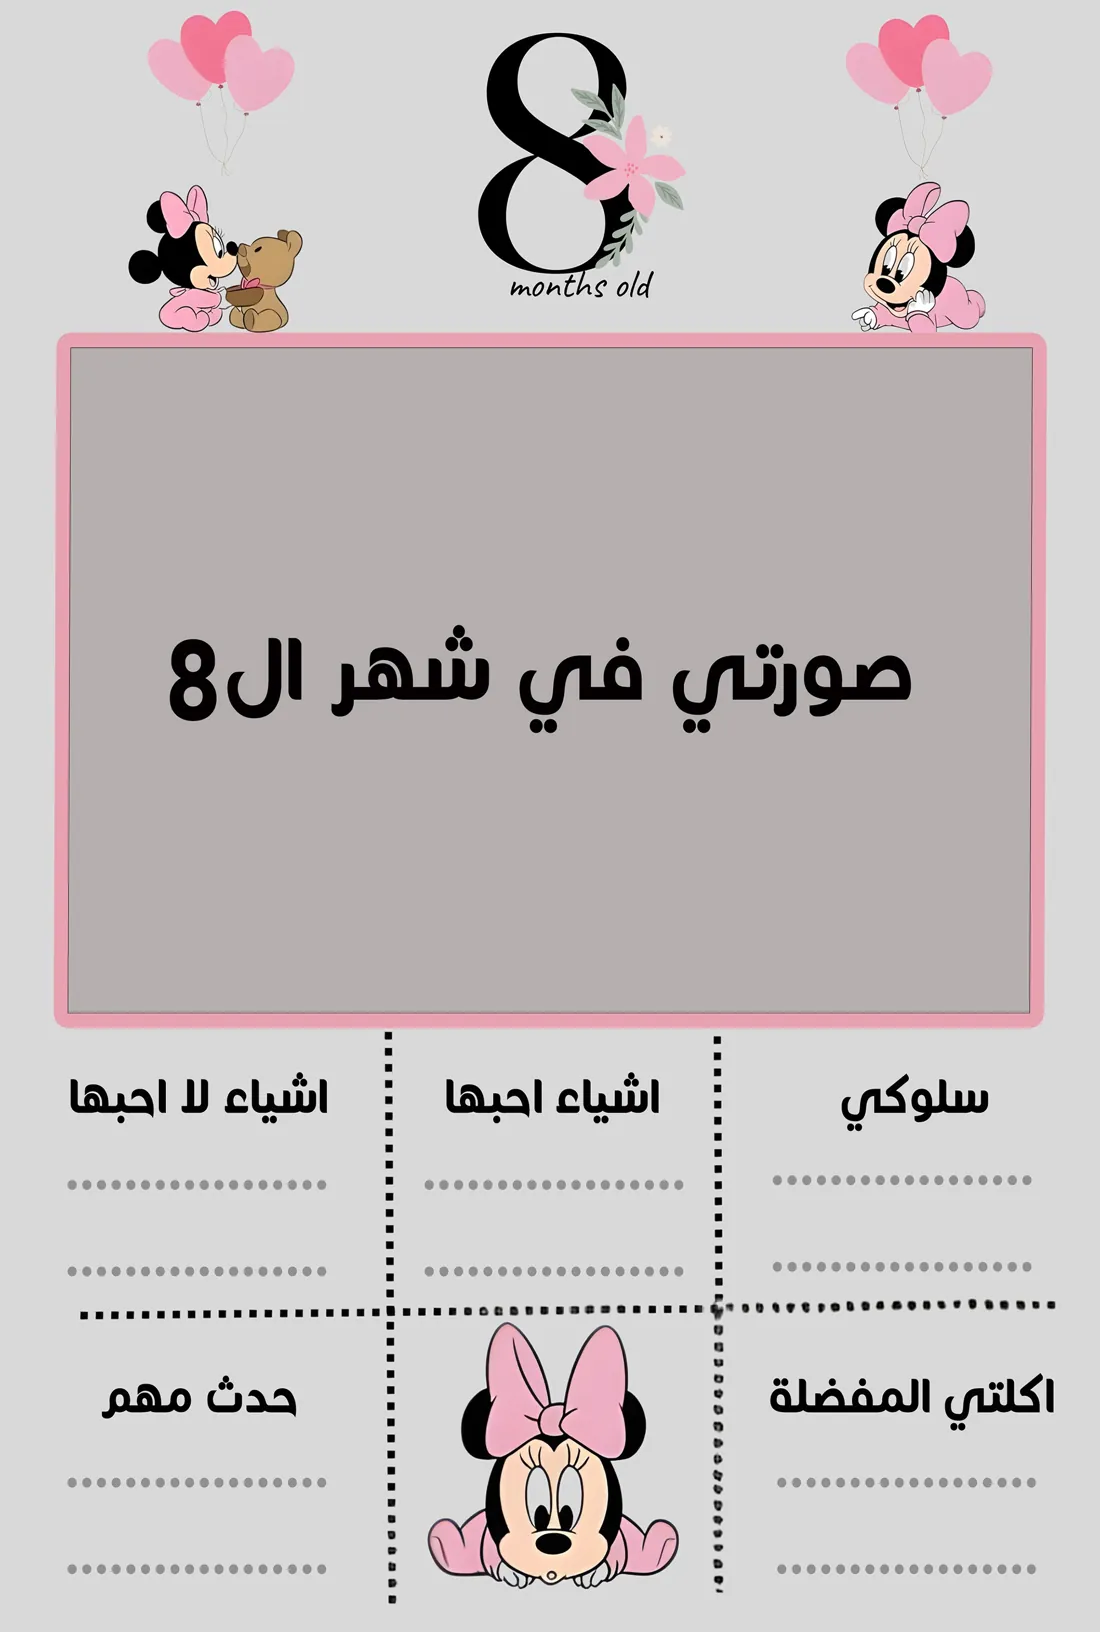 8
months old
صورتي في شهر ال8
سلوكي
اشياء احبها
اشياء لا احبها
اكلتي المفضلة
حدث مهم